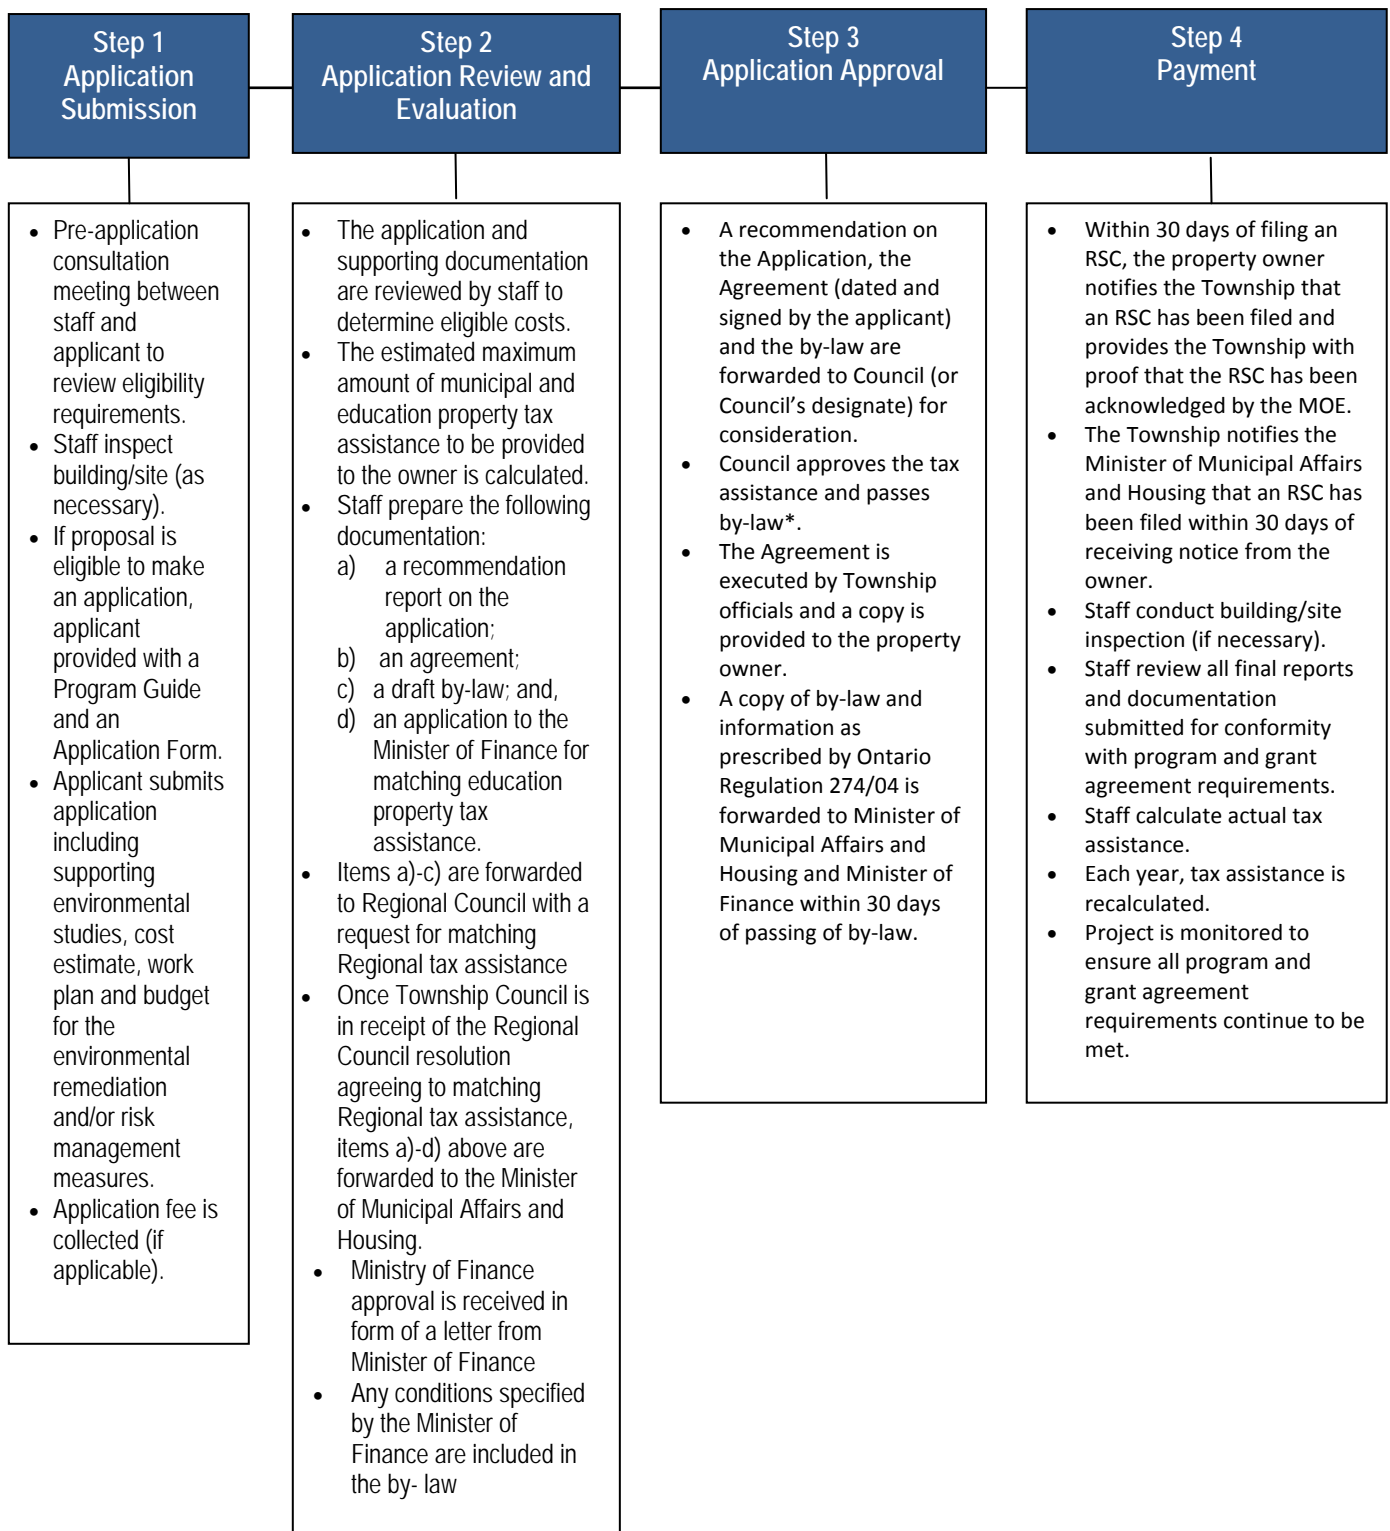 Step 1
Application
Submission
Step 2
Application Review and
Evaluation
Step 3
Application Approval
Step 4
Payment
• Pre-application
consultation
meeting between
staff and
applicant to
review eligibility
requirements.
• Staff inspect
building/site (as
necessary).
• If proposal is
eligible to make
an application,
applicant
provided with a
Program Guide
and an
Application Form.
• Applicant submits
application
including
supporting
environmental
studies, cost
estimate, work
plan and budget
for the
environmental
remediation
and/or risk
management
measures.
• Application fee is
collected (if
applicable).
• The application and
supporting documentation
are reviewed by staff to
determine eligible costs.
• The estimated maximum
amount of municipal and
education property tax
assistance to be provided
to the owner is calculated.
• Staff prepare the following
documentation:
a) a recommendation
report on the
application;
b) an agreement;
c) a draft by-law; and,
d) an application to the
Minister of Finance for
matching education
property tax
assistance.
• Items a)-c) are forwarded
to Regional Council with a
request for matching
Regional tax assistance
• Once Township Council is
in receipt of the Regional
Council resolution
agreeing to matching
Regional tax assistance,
items a)-d) above are
forwarded to the Minister
of Municipal Affairs and
Housing.
• Ministry of Finance
approval is received in
form of a letter from
Minister of Finance
• Any conditions specified
by the Minister of
Finance are included in
the by- law
• A recommendation on
the Application, the
Agreement (dated and
signed by the applicant)
and the by-law are
forwarded to Council (or
Council’s designate) for
consideration.
• Council approves the tax
assistance and passes
by-law*.
• The Agreement is
executed by Township
officials and a copy is
provided to the property
owner.
• A copy of by-law and
information as
prescribed by Ontario
Regulation 274/04 is
forwarded to Minister of
Municipal Affairs and
Housing and Minister of
Finance within 30 days
of passing of by-law.
• Within 30 days of filing an
RSC, the property owner
notifies the Township that
an RSC has been filed and
provides the Township with
proof that the RSC has been
acknowledged by the MOE.
• The Township notifies the
Minister of Municipal Affairs
and Housing that an RSC has
been filed within 30 days of
receiving notice from the
owner.
• Staff conduct building/site
inspection (if necessary).
• Staff review all final reports
and documentation
submitted for conformity
with program and grant
agreement requirements.
• Staff calculate actual tax
assistance.
• Each year, tax assistance is
recalculated.
• Project is monitored to
ensure all program and
grant agreement
requirements continue to be
met.